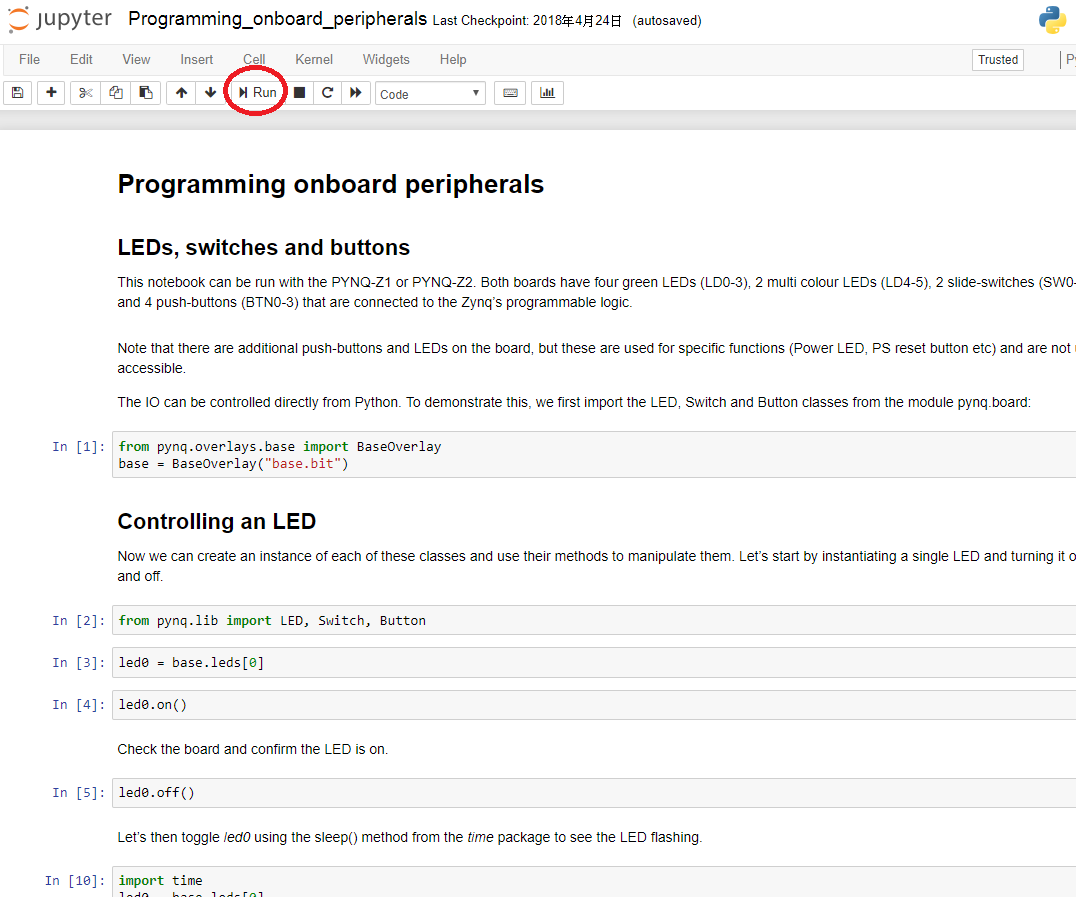 jupyter Programming_onboard_peripherals Last Checkpoint: 2018年4月24日 (autosaved)
File Edit View Insert Cell Kernel Widgets Help Trusted
Run Code
Programming onboard peripherals
LEDs, switches and buttons
This notebook can be run with the PYNQ-Z1 or PYNQ-Z2. Both boards have four green LEDs (LD0-3), 2 multi colour LEDs (LD4-5), 2 slide-switches (SW0-
and 4 push-buttons (BTN0-3) that are connected to the Zynq’s programmable logic.
Note that there are additional push-buttons and LEDs on the board, but these are used for specific functions (Power LED, PS reset button etc) and are not
accessible.
The IO can be controlled directly from Python. To demonstrate this, we first import the LED, Switch and Button classes from the module pynq.board:
In [1]: from pynq.overlays.base import BaseOverlay
base = BaseOverlay("base.bit")
Controlling an LED
Now we can create an instance of each of these classes and use their methods to manipulate them. Let’s start by instantiating a single LED and turning it
and off.
In [2]: from pynq.lib import LED, Switch, Button
In [3]: led0 = base.leds[0]
In [4]: led0.on()
Check the board and confirm the LED is on.
In [5]: led0.off()
Let’s then toggle led0 using the sleep() method from the time package to see the LED flashing.
In [10]: import time
led0 = base.leds[0]